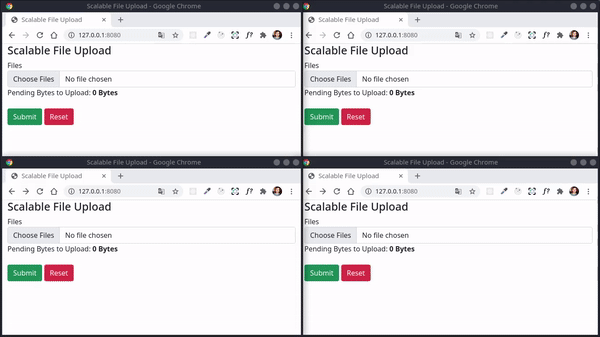 Scalable File Upload - Google Chrome
Scalable File Upload
127.0.0.1:8080
Scalable File Upload
Files
Choose Files No file chosen
Pending Bytes to Upload: 0 Bytes
Submit Reset
Scalable File Upload - Google Chrome
Scalable File Upload
127.0.0.1:8080
Scalable File Upload
Files
Choose Files No file chosen
Pending Bytes to Upload: 0 Bytes
Submit Reset
Scalable File Upload - Google Chrome
Scalable File Upload
127.0.0.1:8080
Scalable File Upload
Files
Choose Files No file chosen
Pending Bytes to Upload: 0 Bytes
Submit Reset
Scalable File Upload - Google Chrome
Scalable File Upload
127.0.0.1:8080
Scalable File Upload
Files
Choose Files No file chosen
Pending Bytes to Upload: 0 Bytes
Submit Reset